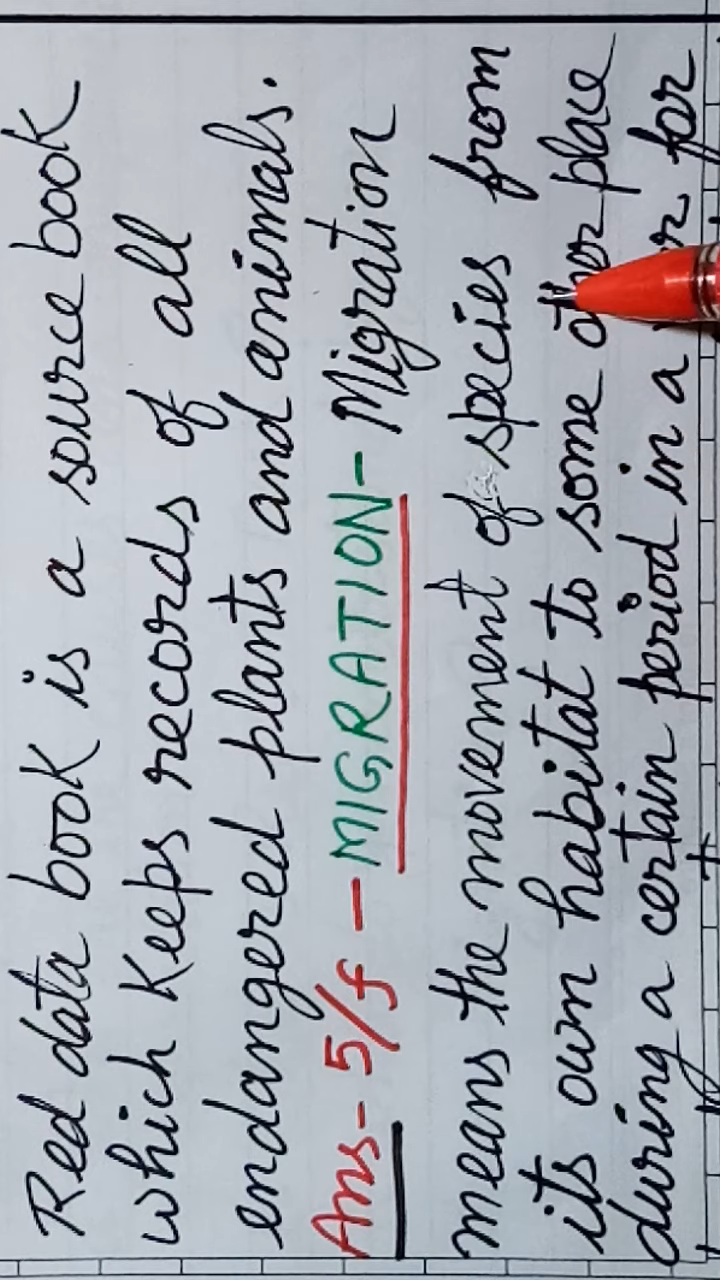 Red data book is a source book
which keeps records of all
endangered plants and animals.
Ans- 5/f - MIGRATION- Migration
means the movement of species from
its own habitat to some other place
during a certain period in a for